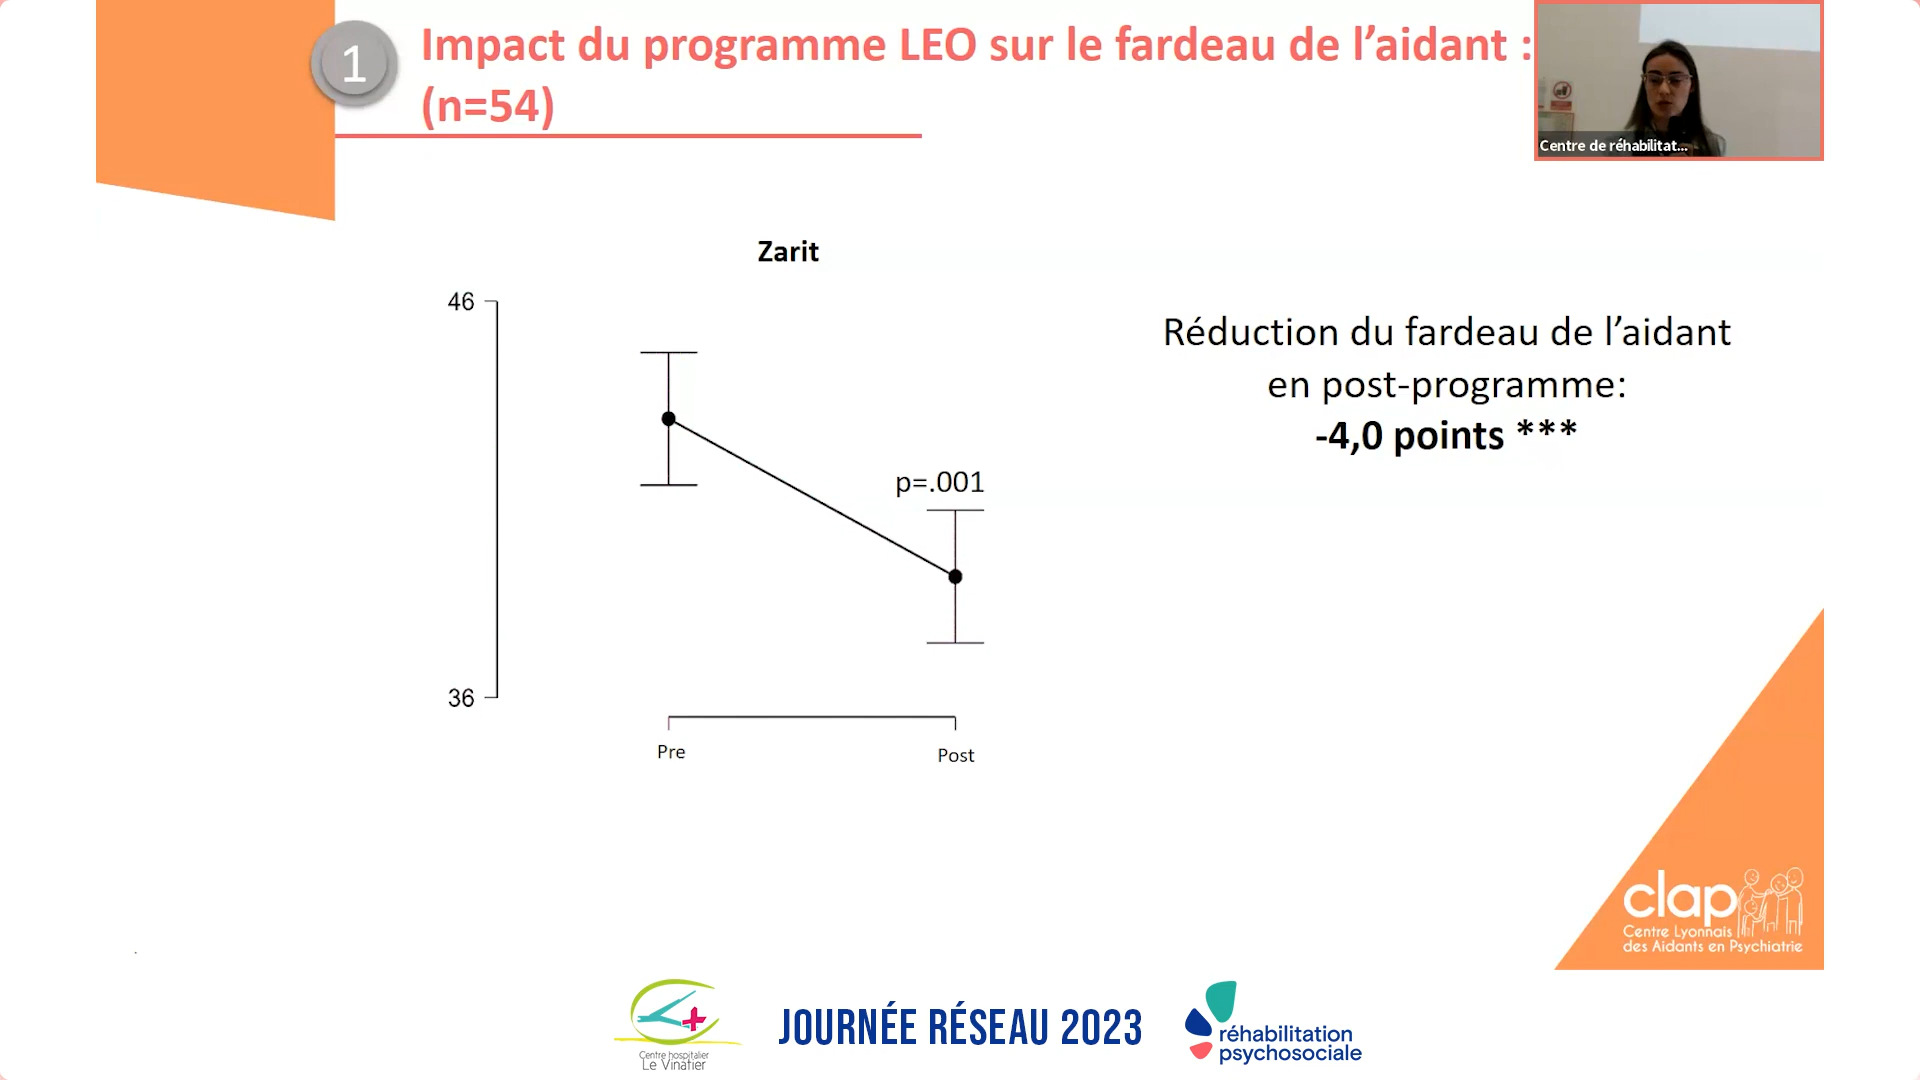 1
Impact du programme LEO sur le fardeau de l’aidant :
(n=54)
Centre de réhabilitat...
Zarit
46
36
p=.001
Pre
Post
Réduction du fardeau de l’aidant
en post-programme:
-4,0 points ***
clap
Centre Lyonnais
des Aidants en Psychiatrie
Centre hospitalier
Le Vinatier
JOURNÉE RÉSEAU 2023
réhabilitation
psychosociale